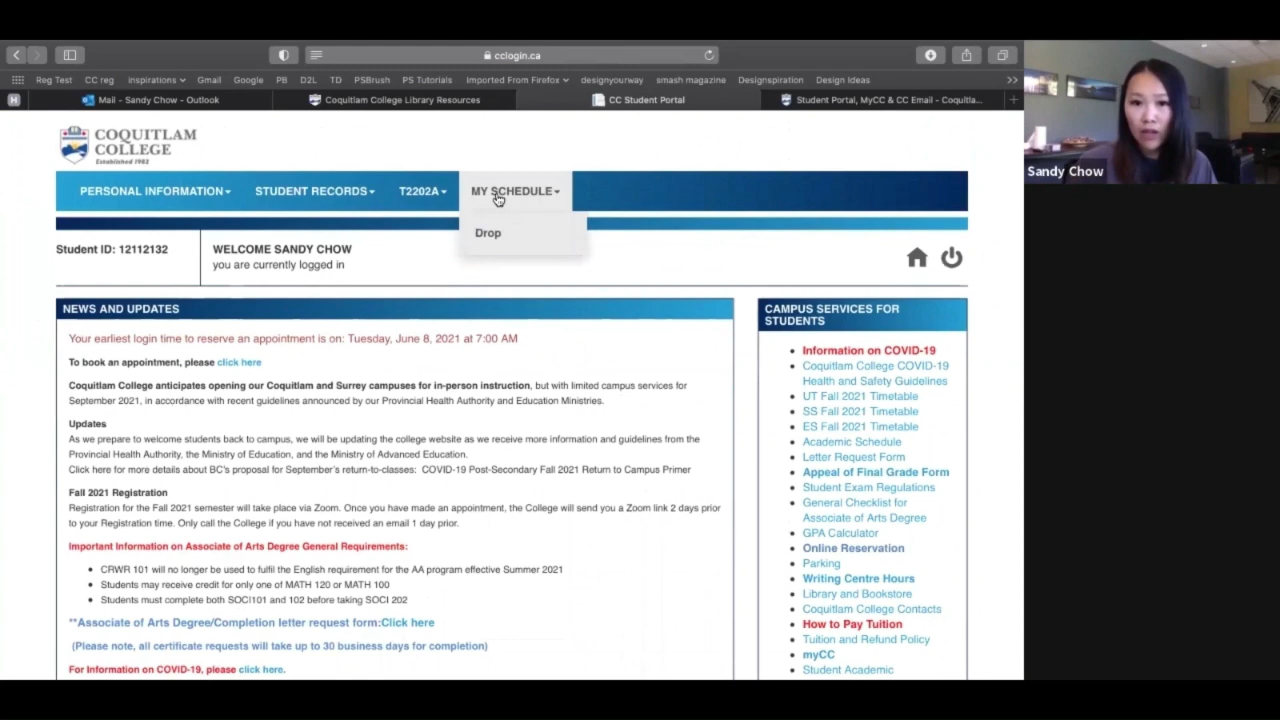 cclogin.ca
Reg Test CC reg inspirations Gmail Google PB D2L TD PSBrush PS Tutorials Imported From Firefox designyourway smash magazine Designspiration Design Ideas
H Mail - Sandy Chow - Outlook Coquitlam College Library Resources CC Student Portal Student Portal, MyCC & CC Email - Coquitla...
COQUITLAM
COLLEGE
Established 1982
PERSONAL INFORMATION STUDENT RECORDS T2202A MY SCHEDULE
Drop
Student ID: 12112132
WELCOME SANDY CHOW
you are currently logged in
NEWS AND UPDATES
Your earliest login time to reserve an appointment is on: Tuesday, June 8, 2021 at 7:00 AM
To book an appointment, please click here
Coquitlam College anticipates opening our Coquitlam and Surrey campuses for in-person instruction, but with limited campus services for
September 2021, in accordance with recent guidelines announced by our Provincial Health Authority and Education Ministries.
Updates
As we prepare to welcome students back to campus, we will be updating the college website as we receive more information and guidelines from the
Provincial Health Authority, the Ministry of Education, and the Ministry of Advanced Education.
Click here for more details about BC's proposal for September's return-to-classes: COVID-19 Post-Secondary Fall 2021 Return to Campus Primer
Fall 2021 Registration
Registration for the Fall 2021 semester will take place via Zoom. Once you have made an appointment, the College will send you a Zoom link 2 days prior
to your Registration time. Only call the College if you have not received an email 1 day prior.
Important Information on Associate of Arts Degree General Requirements:
CRWR 101 will no longer be used to fulfil the English requirement for the AA program effective Summer 2021
Students may receive credit for only one of MATH 120 or MATH 100
Students must complete both SOCI101 and 102 before taking SOCI 202
**Associate of Arts Degree/Completion letter request form:Click here
(Please note, all certificate requests will take up to 30 business days for completion)
For Information on COVID-19, please click here.
CAMPUS SERVICES FOR
STUDENTS
Information on COVID-19
Coquitlam College COVID-19
Health and Safety Guidelines
UT Fall 2021 Timetable
SS Fall 2021 Timetable
ES Fall 2021 Timetable
Academic Schedule
Letter Request Form
Appeal of Final Grade Form
Student Exam Regulations
General Checklist for
Associate of Arts Degree
GPA Calculator
Online Reservation
Parking
Writing Centre Hours
Library and Bookstore
Coquitlam College Contacts
How to Pay Tuition
Tuition and Refund Policy
myCC
Student Academic
Sandy Chow